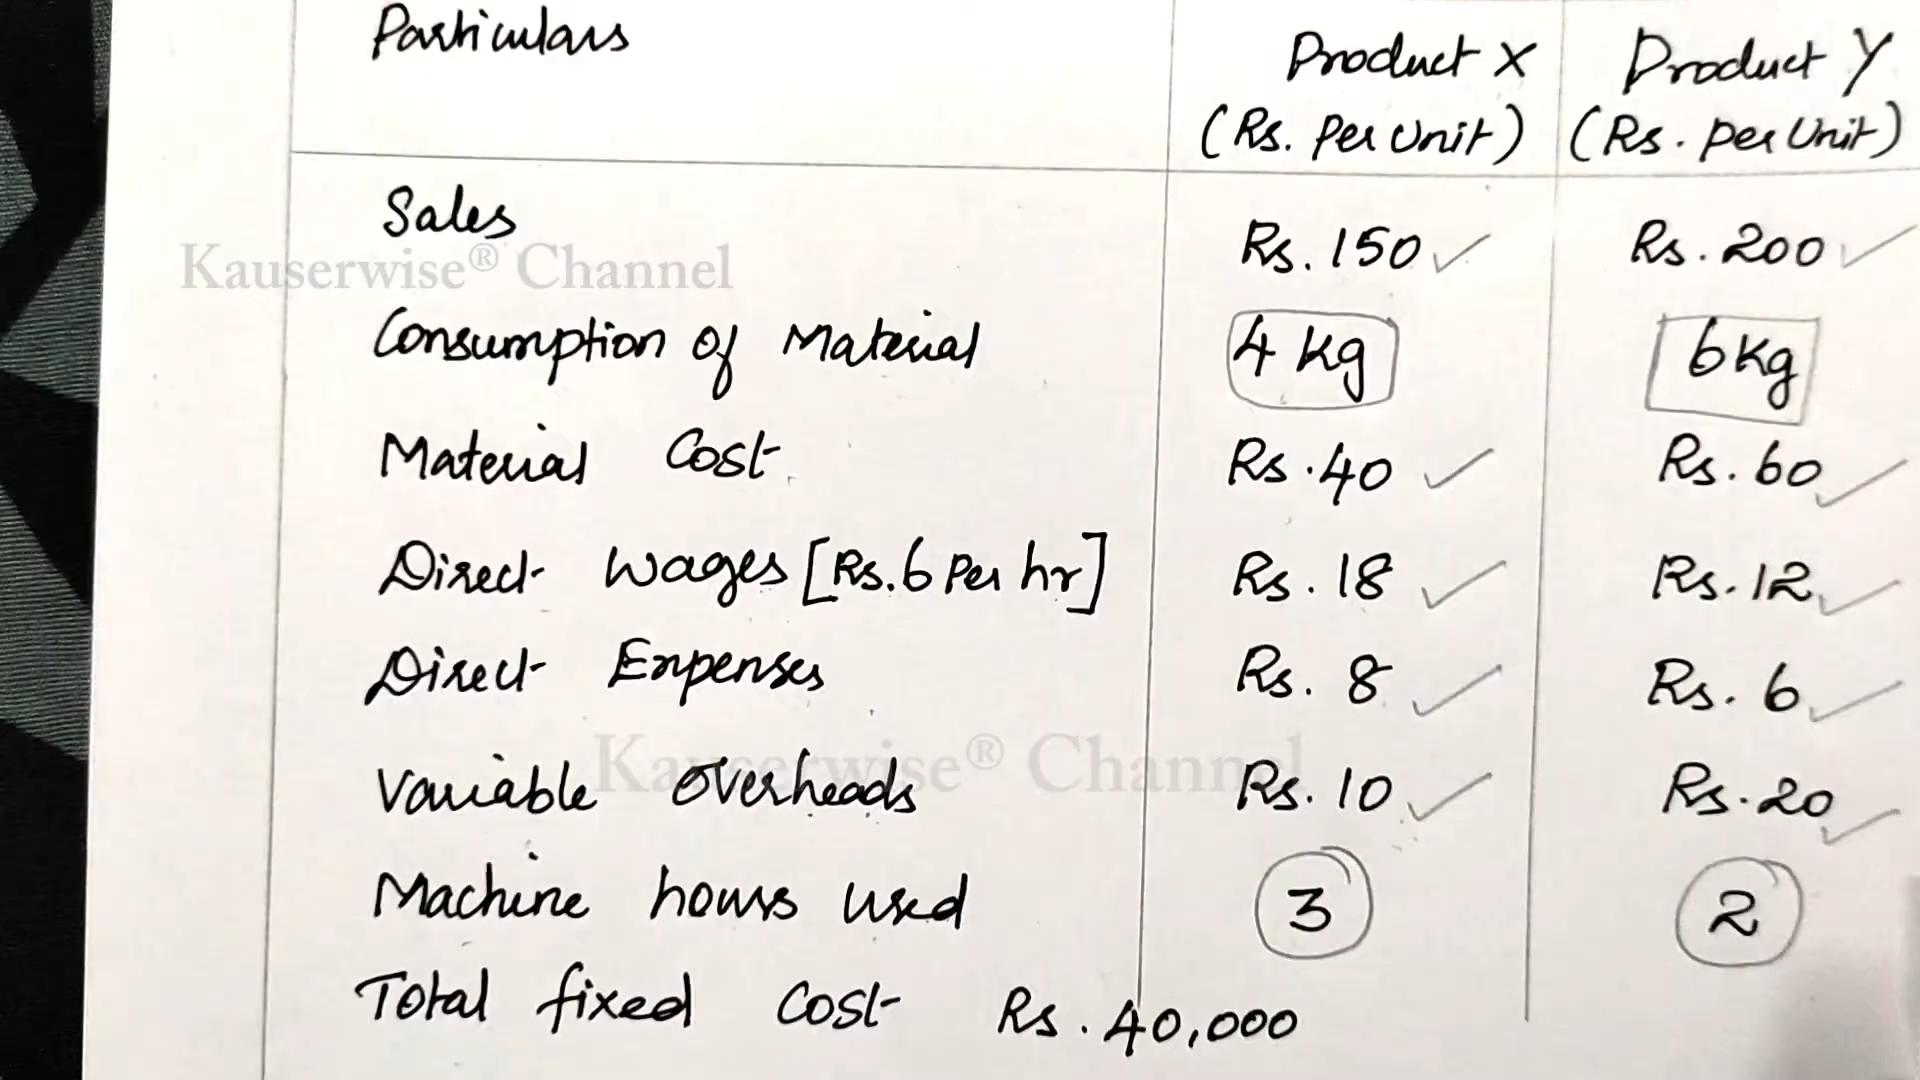 Particulars Product X Product Y
(Rs. Per Unit) (Rs. per Unit)
Sales Rs. 150 Rs. 200
Kauserwise® Channel
Consumption of Material 4 kg 6 Kg
Material Cost Rs. 40 Rs. 60
Direct Wages [Rs. 6 Per hr] Rs. 18 Rs. 12
Direct Expenses Rs. 8 Rs. 6
Kauserwise® Channel
Variable Overheads Rs. 10 Rs. 20
Machine hours used 3 2
Total fixed Cost Rs. 40,000